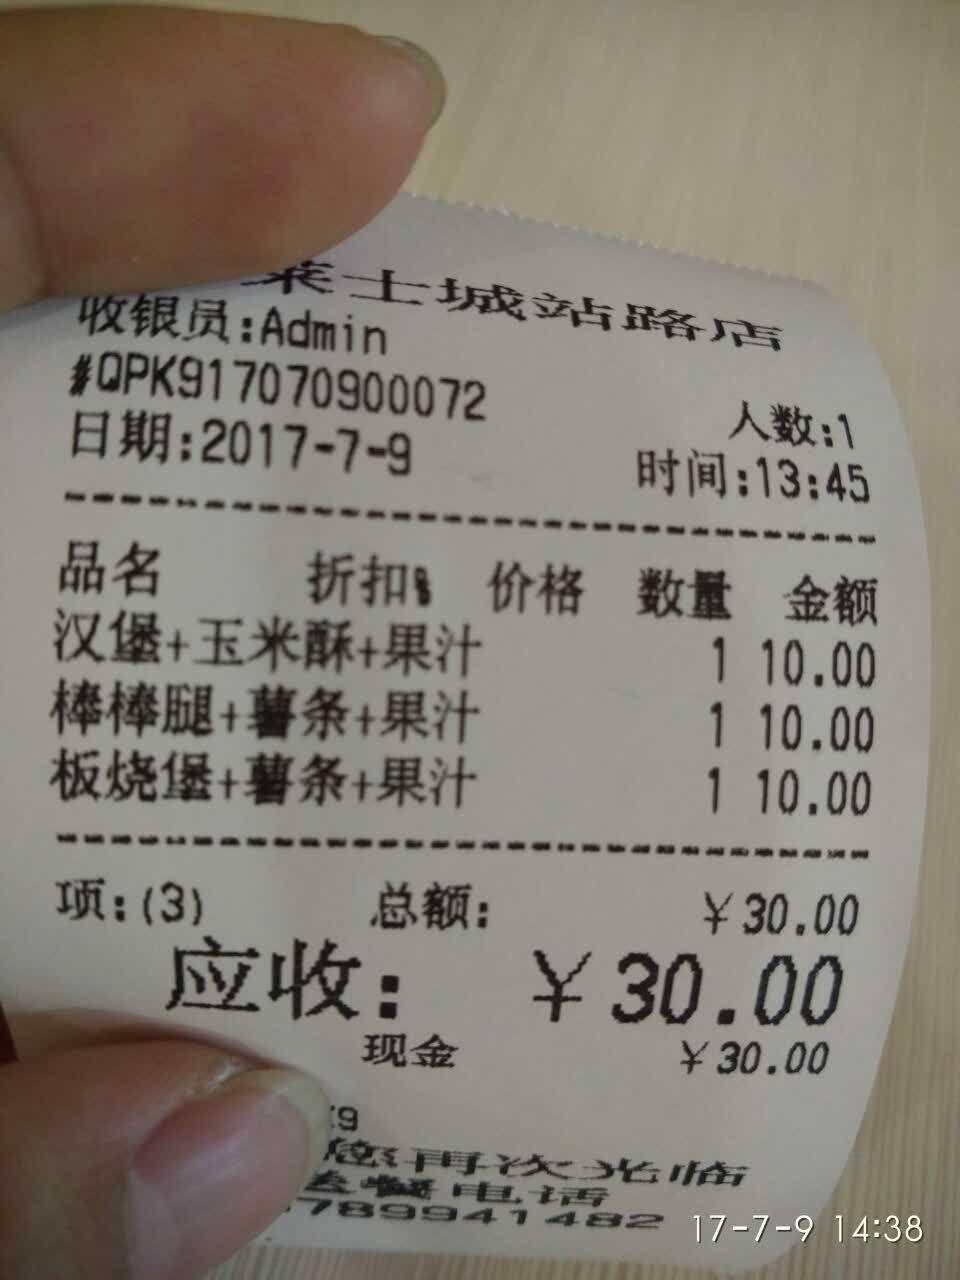 莱士城站路店
收银员:Admin
#QPK917070900072
人数:1
日期:2017-7-9
时间:13:45
品名 折扣% 价格 数量 金额
汉堡+玉米酥+果汁 1 10.00
棒棒腿+薯条+果汁 1 10.00
板烧堡+薯条+果汁 1 10.00
项:(3) 总额: ¥30.00
应收: ¥30.00
现金 ¥30.00
K9
您再次光临
餐电话
789941482
17-7-9 14:38